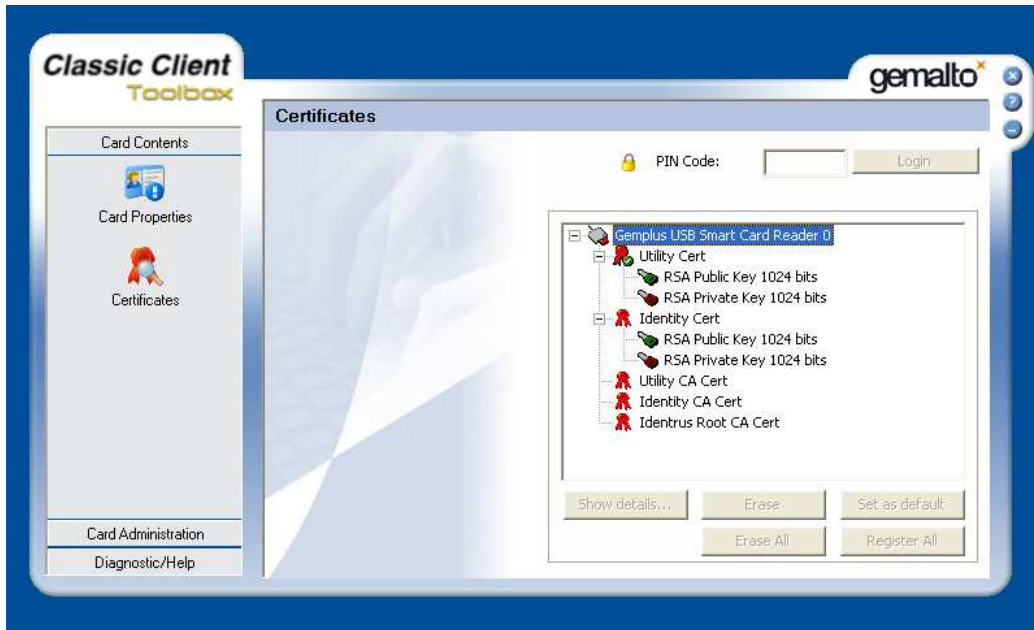 Classic Client
Toolbox
gemalto
Certificates
Card Contents
Card Properties
Certificates
Card Administration
Diagnostic/Help
PIN Code:
Login
Gemplus USB Smart Card Reader 0
Utility Cert
RSA Public Key 1024 bits
RSA Private Key 1024 bits
Identity Cert
RSA Public Key 1024 bits
RSA Private Key 1024 bits
Utility CA Cert
Identity CA Cert
Identrus Root CA Cert
Show details... Erase Set as default
Erase All Register All